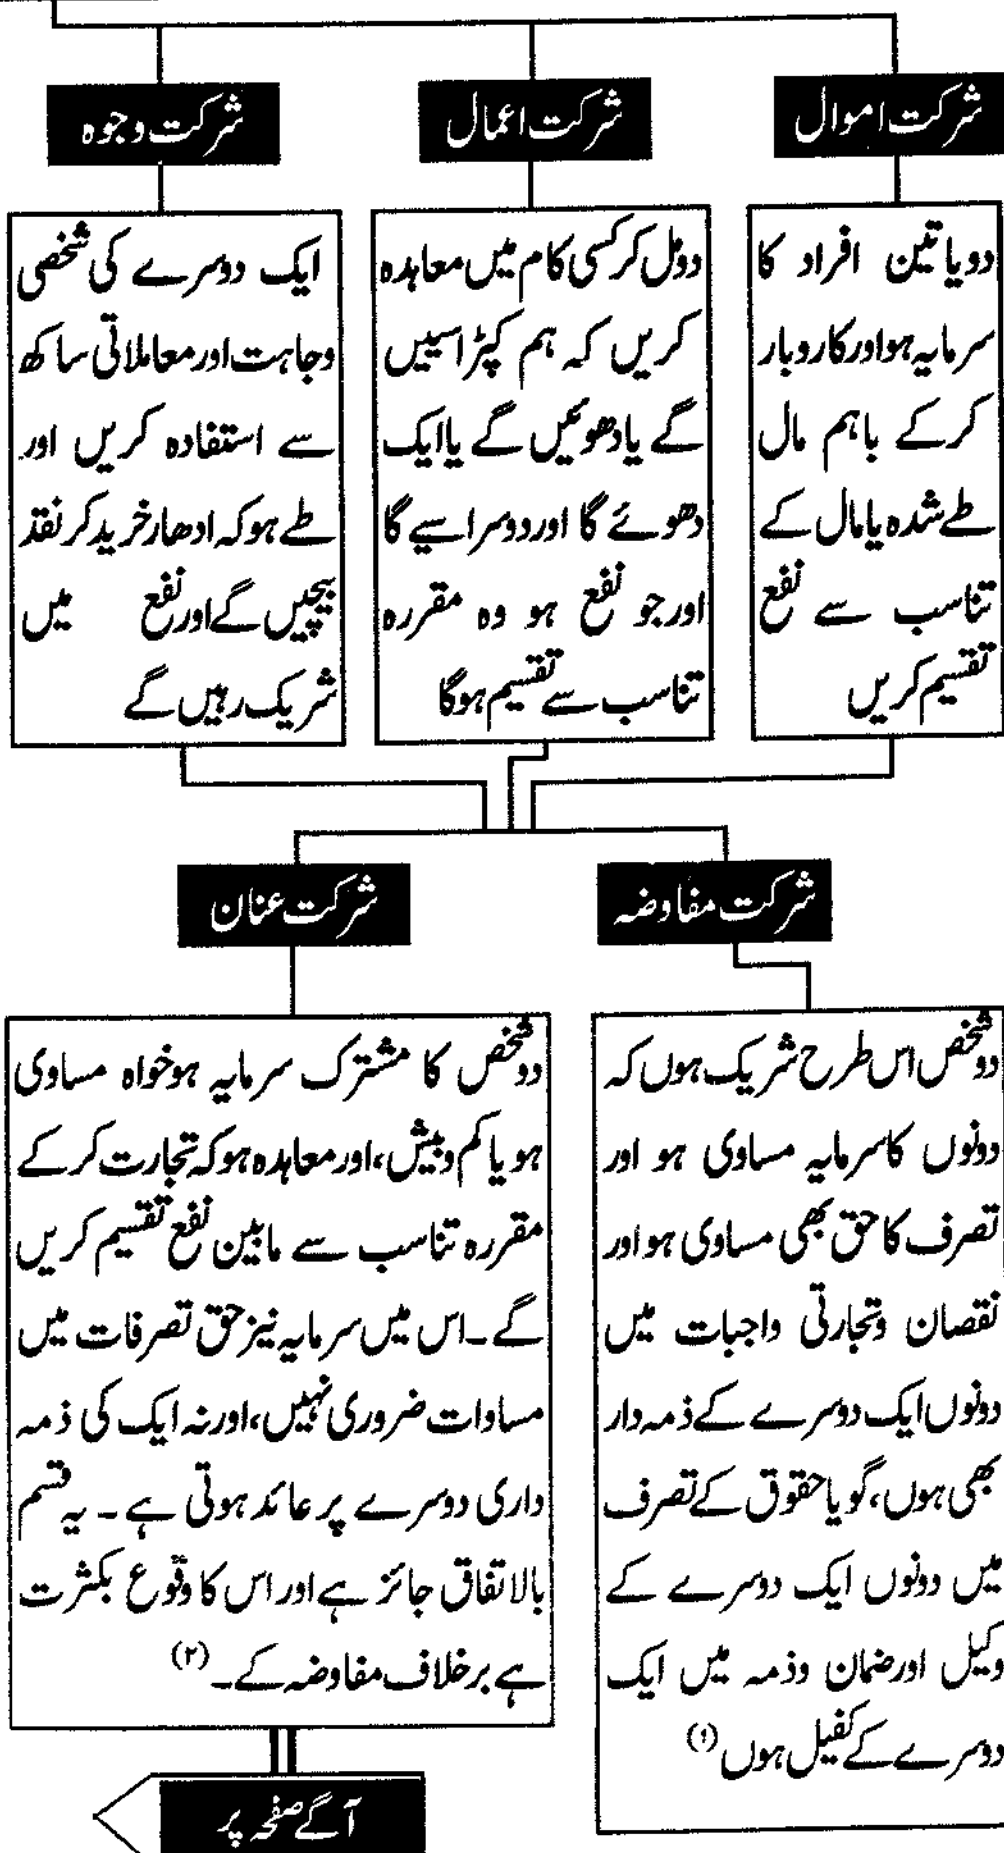 شرکت اموال
دو یا تین افراد کا
سرمایہ ہو اور کاروبار
کرکے باہم مال
طے شدہ یا مال کے
تناسب سے نفع
تقسیم کریں
شرکت اعمال
دو مل کر کسی کام میں معاہدہ
کریں کہ ہم کپڑا سییں
گے یا دھوئیں گے یا ایک
دھوئے گا اور دوسرا سیے گا
اور جو نفع ہو وہ مقررہ
تناسب سے تقسیم ہوگا
شرکت وجوہ
ایک دوسرے کی شخصی
وجاہت اور معاملاتی ساکھ
سے استفادہ کریں اور
طے ہو کہ ادھار خرید کر نقد
بیچیں گے اور نفع میں
شریک رہیں گے
شرکت مفاوضہ
دو شخص اس طرح شریک ہوں کہ
دونوں کا سرمایہ مساوی ہو اور
تصرف کا حق بھی مساوی ہو اور
نقصان وتجارتی واجبات میں
دونوں ایک دوسرے کے ذمہ دار
بھی ہوں، گویا حقوق کے تصرف
میں دونوں ایک دوسرے کے
وکیل اور ضمان وذمہ میں ایک
دوسرے کے کفیل ہوں (۱)
شرکت عنان
دو شخص کا مشترک سرمایہ ہو خواہ مساوی
ہو یا کم وبیش، اور معاہدہ ہو کہ تجارت کرکے
مقررہ تناسب سے مابین نفع تقسیم کریں
گے۔ اس میں سرمایہ نیز حق تصرفات میں
مساوات ضروری نہیں، اور نہ ایک کی ذمہ
داری دوسرے پر عائد ہوتی ہے۔ یہ قسم
بالاتفاق جائز ہے اور اس کا وقوع بکثرت
ہے برخلاف مفاوضہ کے۔ (۲)
آگے صفحہ پر